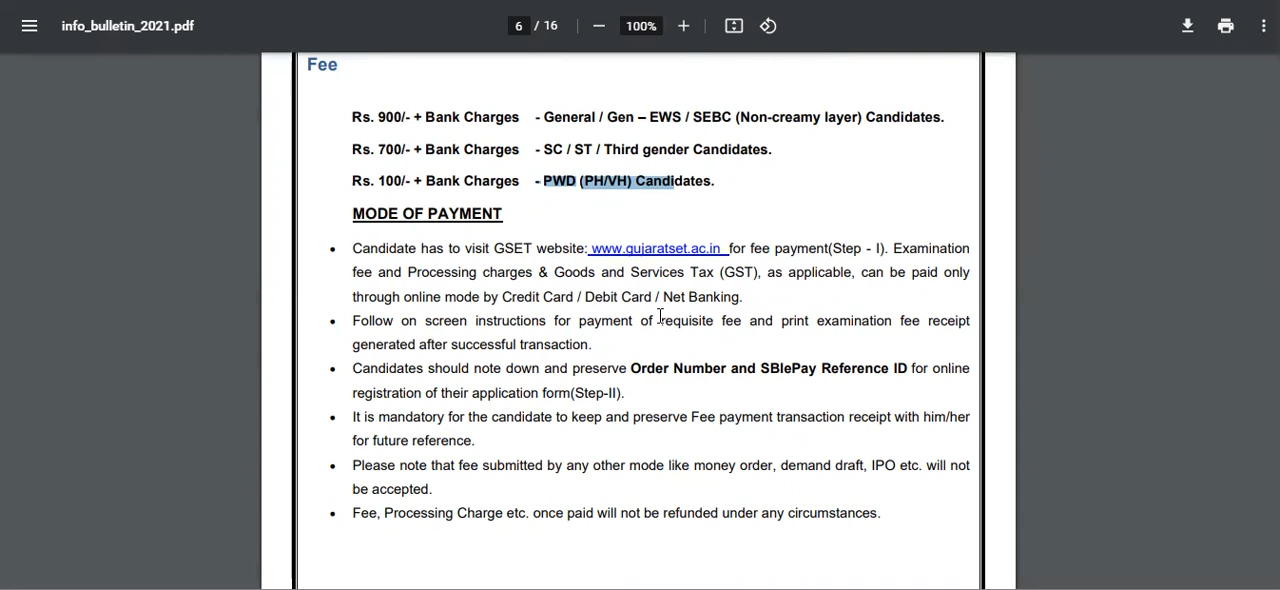 info_bulletin_2021.pdf
6 / 16
100%
Fee
Rs. 900/- + Bank Charges - General / Gen – EWS / SEBC (Non-creamy layer) Candidates.
Rs. 700/- + Bank Charges - SC / ST / Third gender Candidates.
Rs. 100/- + Bank Charges - PWD (PH/VH) Candidates.
MODE OF PAYMENT
• Candidate has to visit GSET website: www.gujaratset.ac.in for fee payment(Step - I). Examination
fee and Processing charges & Goods and Services Tax (GST), as applicable, can be paid only
through online mode by Credit Card / Debit Card / Net Banking.
• Follow on screen instructions for payment of requisite fee and print examination fee receipt
generated after successful transaction.
• Candidates should note down and preserve Order Number and SBIePay Reference ID for online
registration of their application form(Step-II).
• It is mandatory for the candidate to keep and preserve Fee payment transaction receipt with him/her
for future reference.
• Please note that fee submitted by any other mode like money order, demand draft, IPO etc. will not
be accepted.
• Fee, Processing Charge etc. once paid will not be refunded under any circumstances.